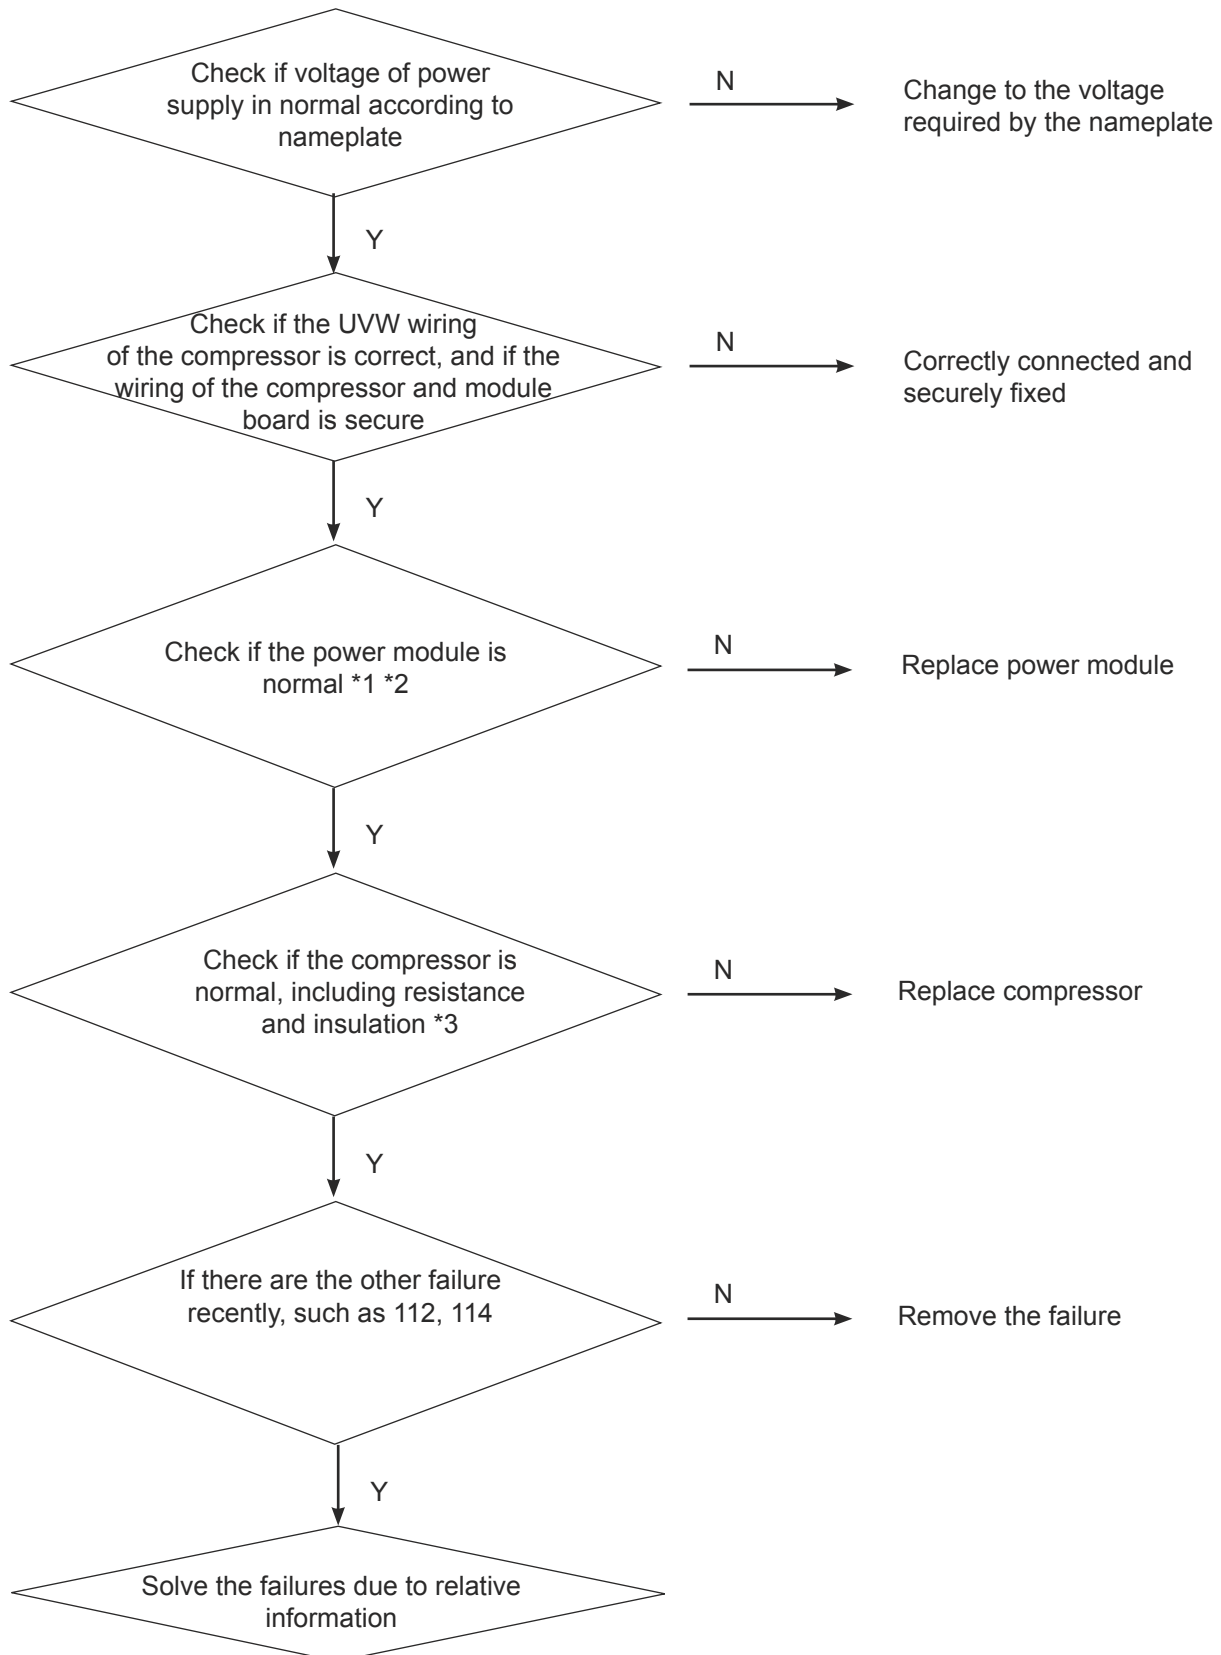 Check if voltage of power
supply in normal according to
nameplate
N
Change to the voltage
required by the nameplate
Y
Check if the UVW wiring
of the compressor is correct, and if the
wiring of the compressor and module
board is secure
N
Correctly connected and
securely fixed
Y
Check if the power module is
normal *1 *2
N
Replace power module
Y
Check if the compressor is
normal, including resistance
and insulation *3
N
Replace compressor
Y
If there are the other failure
recently, such as 112, 114
N
Remove the failure
Y
Solve the failures due to relative
information